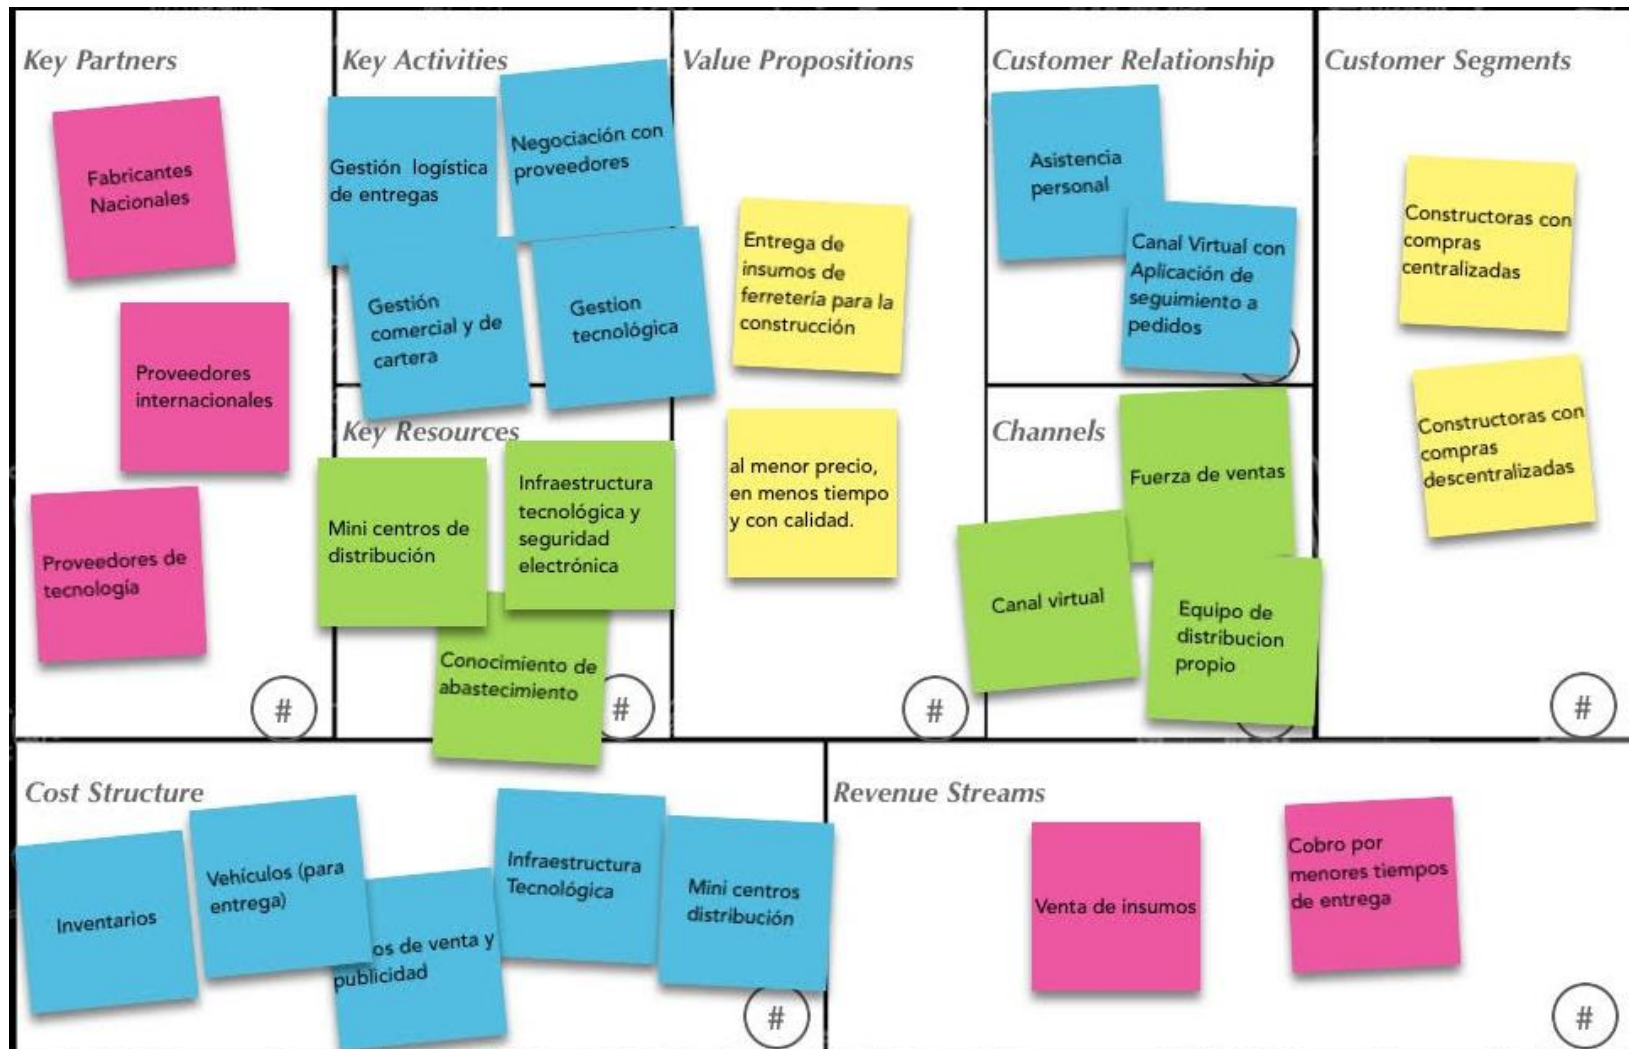 Key Partners
Fabricantes
Nacionales
Proveedores
internacionales
Proveedores de
tecnología
#
Key Activities
Gestión logística
de entregas
Negociación con
proveedores
Gestión
comercial y de
cartera
Gestion
tecnológica
Key Resources
Mini centros de
distribución
Infraestructura
tecnológica y
seguridad
electrónica
Conocimiento de
abastecimiento
#
Value Propositions
Entrega de
insumos de
ferretería para la
construcción
al menor precio,
en menos tiempo
y con calidad.
#
Customer Relationship
Asistencia
personal
Canal Virtual con
Aplicación de
seguimiento a
pedidos
Channels
Fuerza de ventas
Canal virtual
Equipo de
distribucion
propio
Customer Segments
Constructoras con
compras
centralizadas
Constructoras con
compras
descentralizadas
#
Cost Structure
Inventarios
Vehículos (para
entrega)
de venta y
publicidad
Infraestructura
Tecnológica
Mini centros
distribución
#
Revenue Streams
Venta de insumos
Cobro por
menores tiempos
de entrega
#